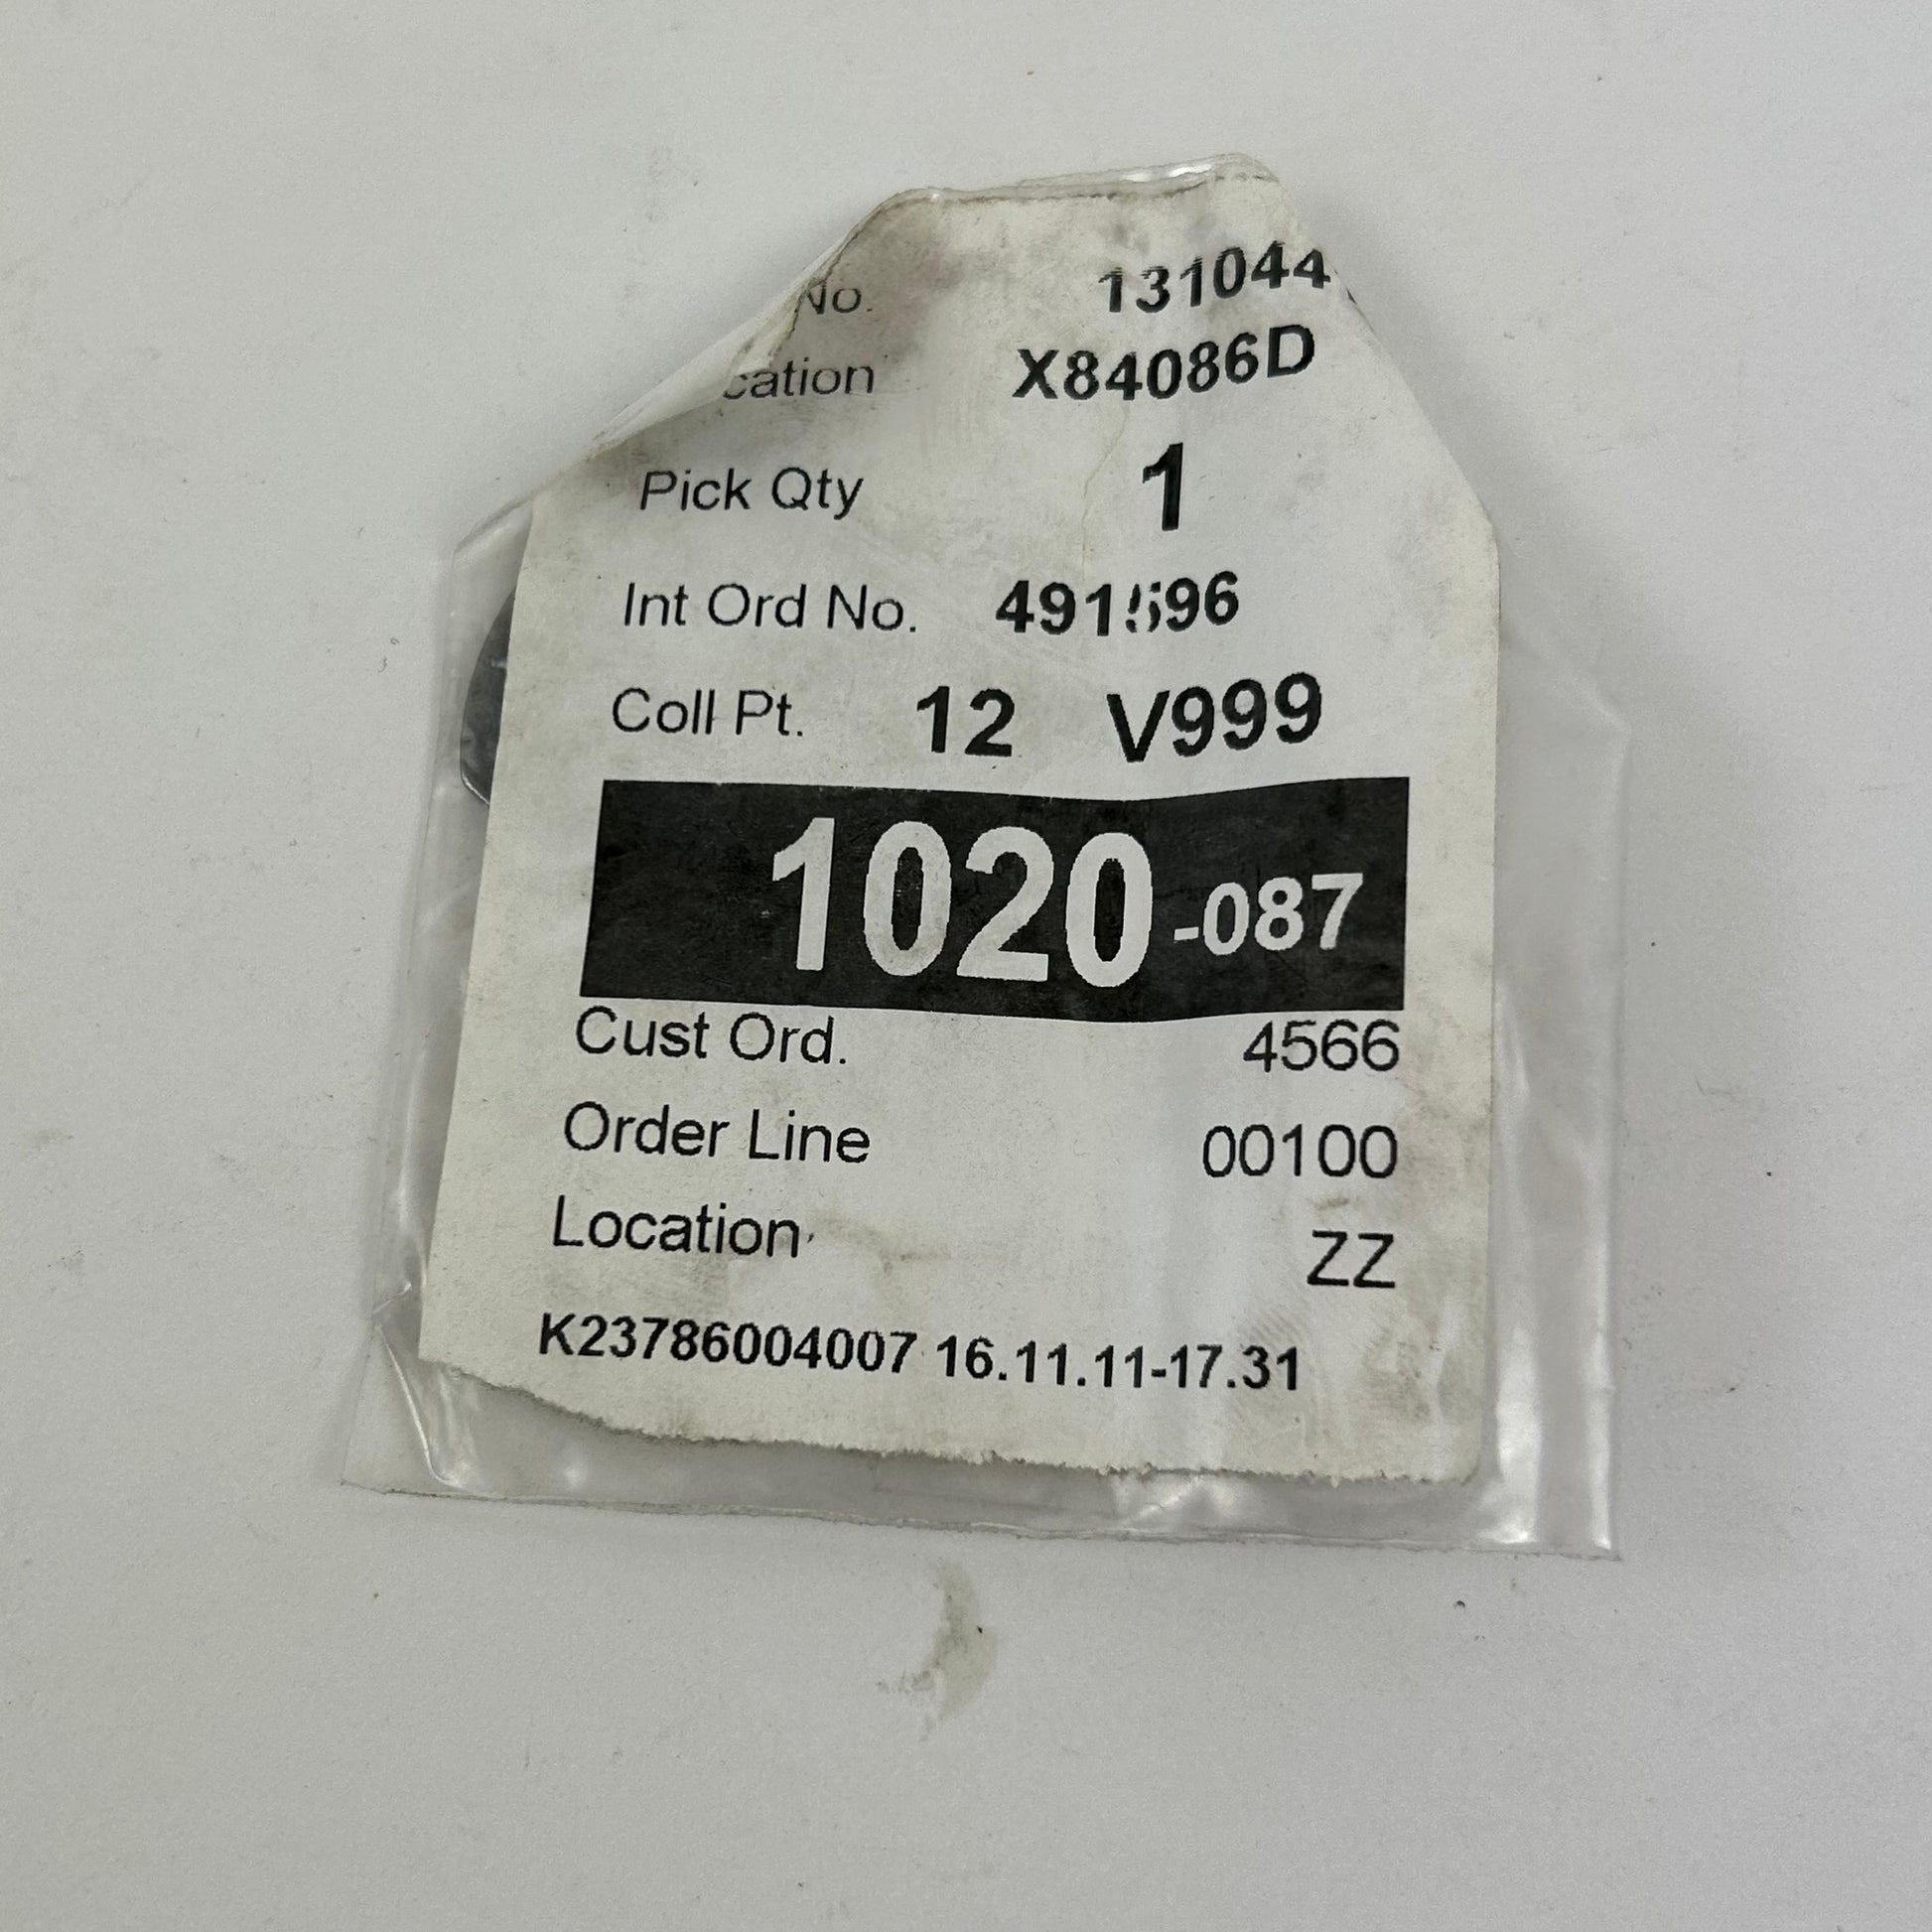 No. 131044
cation X84086D
Pick Qty 1
Int Ord No. 491596
Coll Pt. 12 V999
1020-087
Cust Ord. 4566
Order Line 00100
Location ZZ
K23786004007 16.11.11-17.31